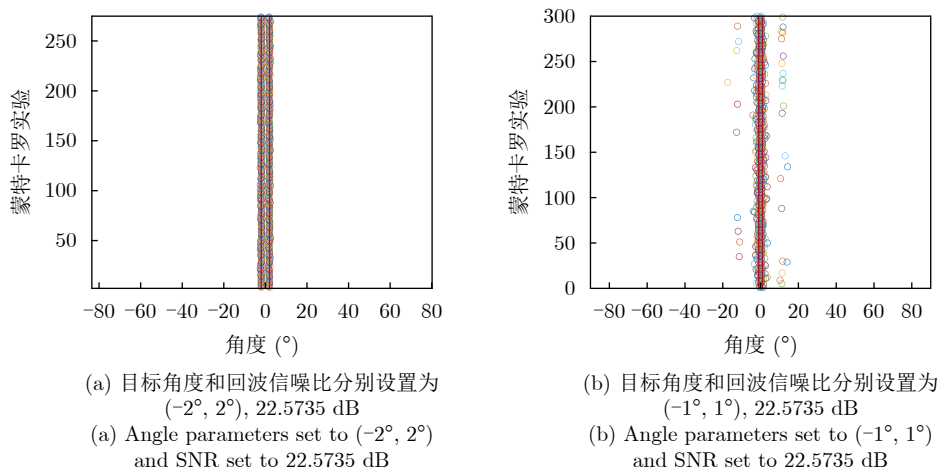 250
200
150
100
50
蒙特卡罗实验
−80 −60 −40 −20 0 20 40 60 80
角度 (°)
(a) 目标角度和回波信噪比分别设置为
(−2°, 2°), 22.5735 dB
(a) Angle parameters set to (−2°, 2°)
and SNR set to 22.5735 dB
300
250
200
150
100
50
0
蒙特卡罗实验
−80 −60 −40 −20 0 20 40 60 80
角度 (°)
(b) 目标角度和回波信噪比分别设置为
(−1°, 1°), 22.5735 dB
(b) Angle parameters set to (−1°, 1°)
and SNR set to 22.5735 dB